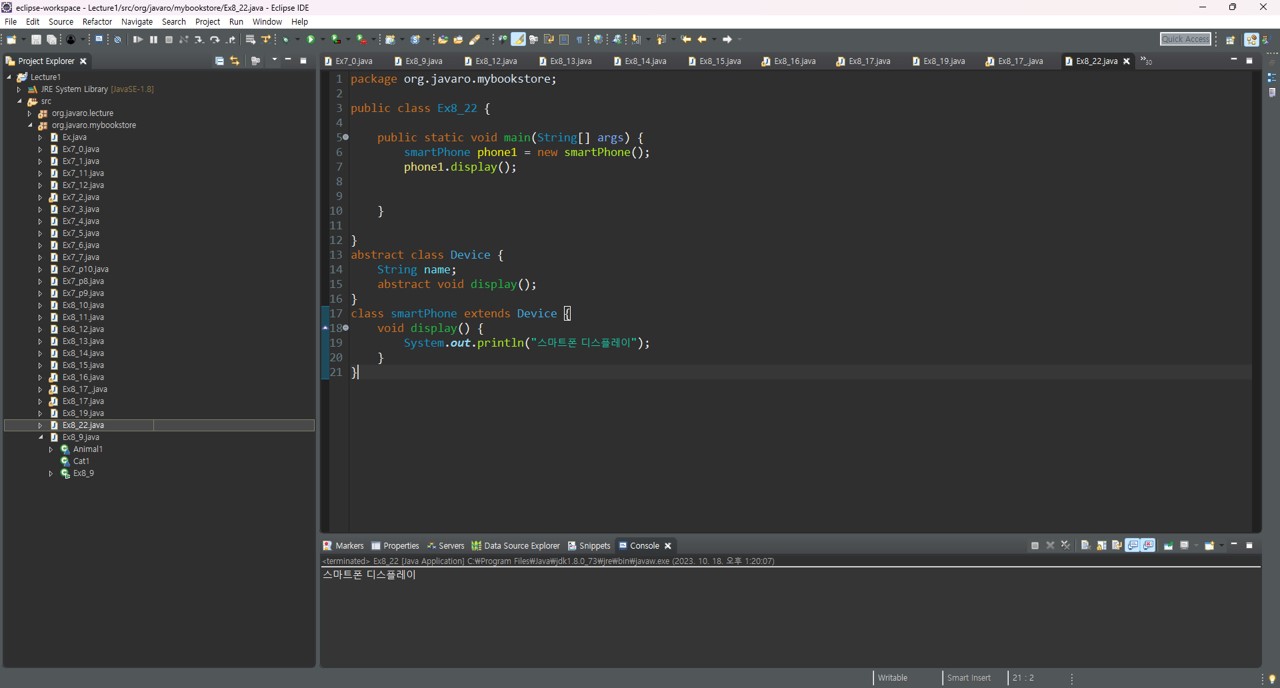 eclipse-workspace - Lecture1/src/org/javaro/mybookstore/Ex8_22.java - Eclipse IDE
File Edit Source Refactor Navigate Search Project Run Window Help
Quick Access
Project Explorer
Ex7_0.java Ex8_9.java Ex8_12.java Ex8_13.java Ex8_14.java Ex8_15.java Ex8_16.java Ex8_17.java Ex8_19.java Ex8_17_.java Ex8_22.java
Lecture1
JRE System Library [JavaSE-1.8]
src
org.javaro.lecture
org.javaro.mybookstore
Ex.java
Ex7_0.java
Ex7_1.java
Ex7_11.java
Ex7_12.java
Ex7_2.java
Ex7_3.java
Ex7_4.java
Ex7_5.java
Ex7_6.java
Ex7_7.java
Ex7_p10.java
Ex7_p8.java
Ex7_p9.java
Ex8_10.java
Ex8_11.java
Ex8_12.java
Ex8_13.java
Ex8_14.java
Ex8_15.java
Ex8_16.java
Ex8_17_.java
Ex8_17.java
Ex8_19.java
Ex8_22.java
Ex8_9.java
Animal1
Cat1
Ex8_9
1 package org.javaro.mybookstore;
2
3 public class Ex8_22 {
4
5 public static void main(String[] args) {
6 smartPhone phone1 = new smartPhone();
7 phone1.display();
8
9
10 }
11
12 }
13 abstract class Device {
14 String name;
15 abstract void display();
16 }
17 class smartPhone extends Device {
18 void display() {
19 System.out.println("스마트폰 디스플레이");
20 }
21 }
Markers Properties Servers Data Source Explorer Snippets Console
<terminated> Ex8_22 [Java Application] C:₩Program Files₩Java₩jdk1.8.0_73₩jre₩bin₩javaw.exe (2023. 10. 18. 오후 1:20:07)
스마트폰 디스플레이
Writable Smart Insert 21 : 2